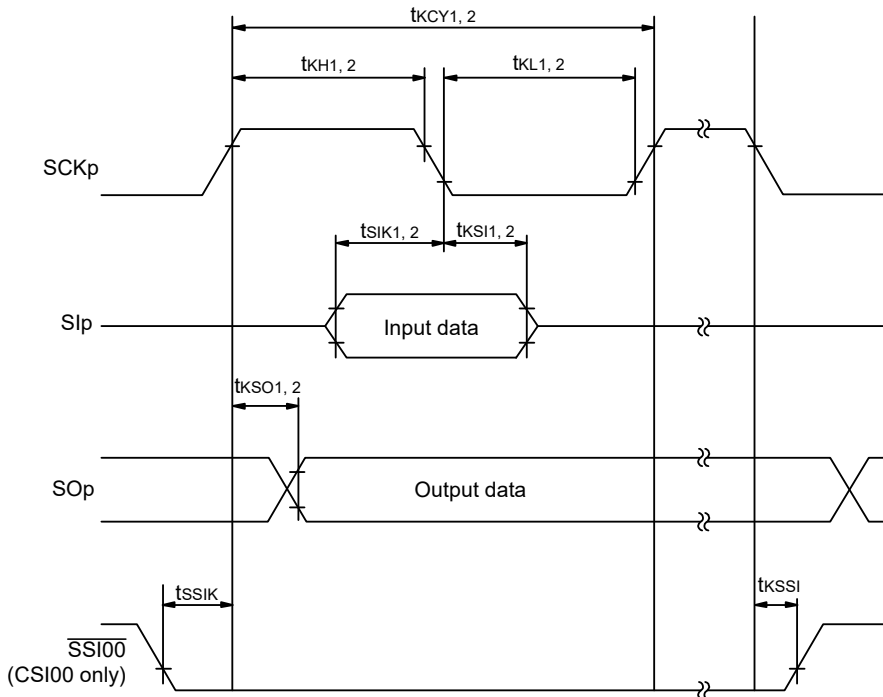 tKCY1, 2
tKH1, 2
tKL1, 2
SCKp
tSIK1, 2
tKSI1, 2
SIp
Input data
tKSO1, 2
SOp
Output data
tSSIK
tKSSI
SSI00
(CSI00 only)